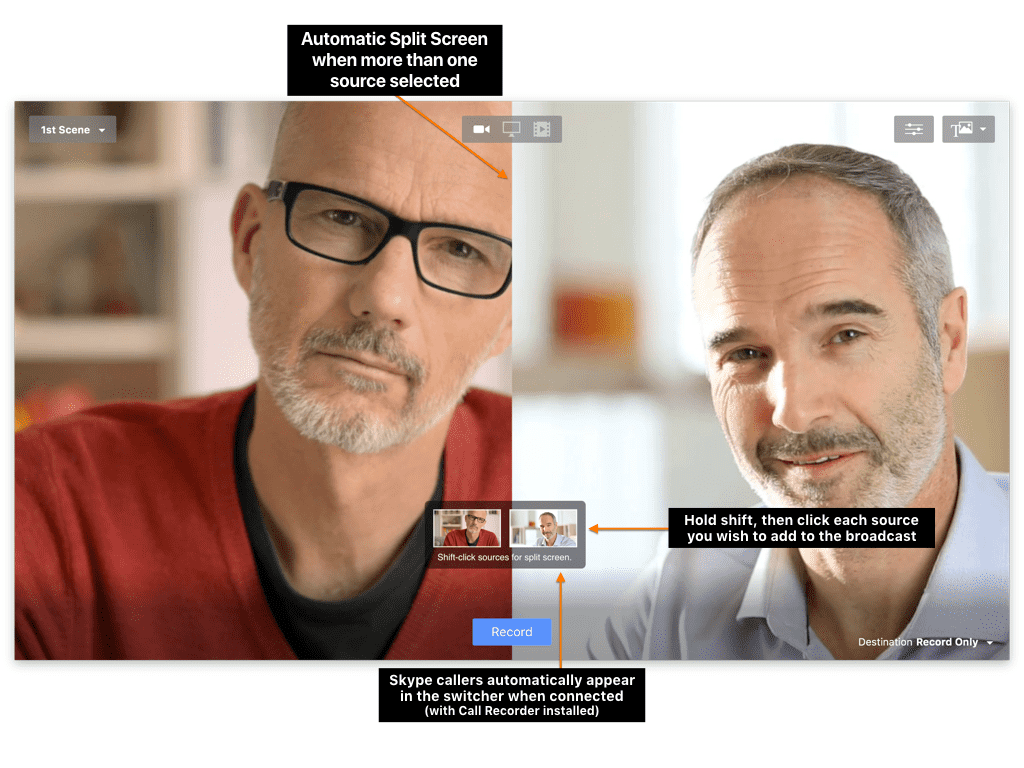 Automatic Split Screen
when more than one
source selected
1st Scene
T
Hold shift, then click each source
you wish to add to the broadcast
Shift-click sources for split screen.
Record
Destination Record Only
Skype callers automatically appear
in the switcher when connected
(with Call Recorder installed)